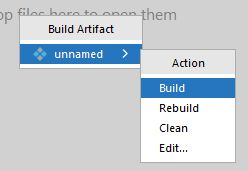 op files here to open them
Build Artifact
unnamed
Action
Build
Rebuild
Clean
Edit...